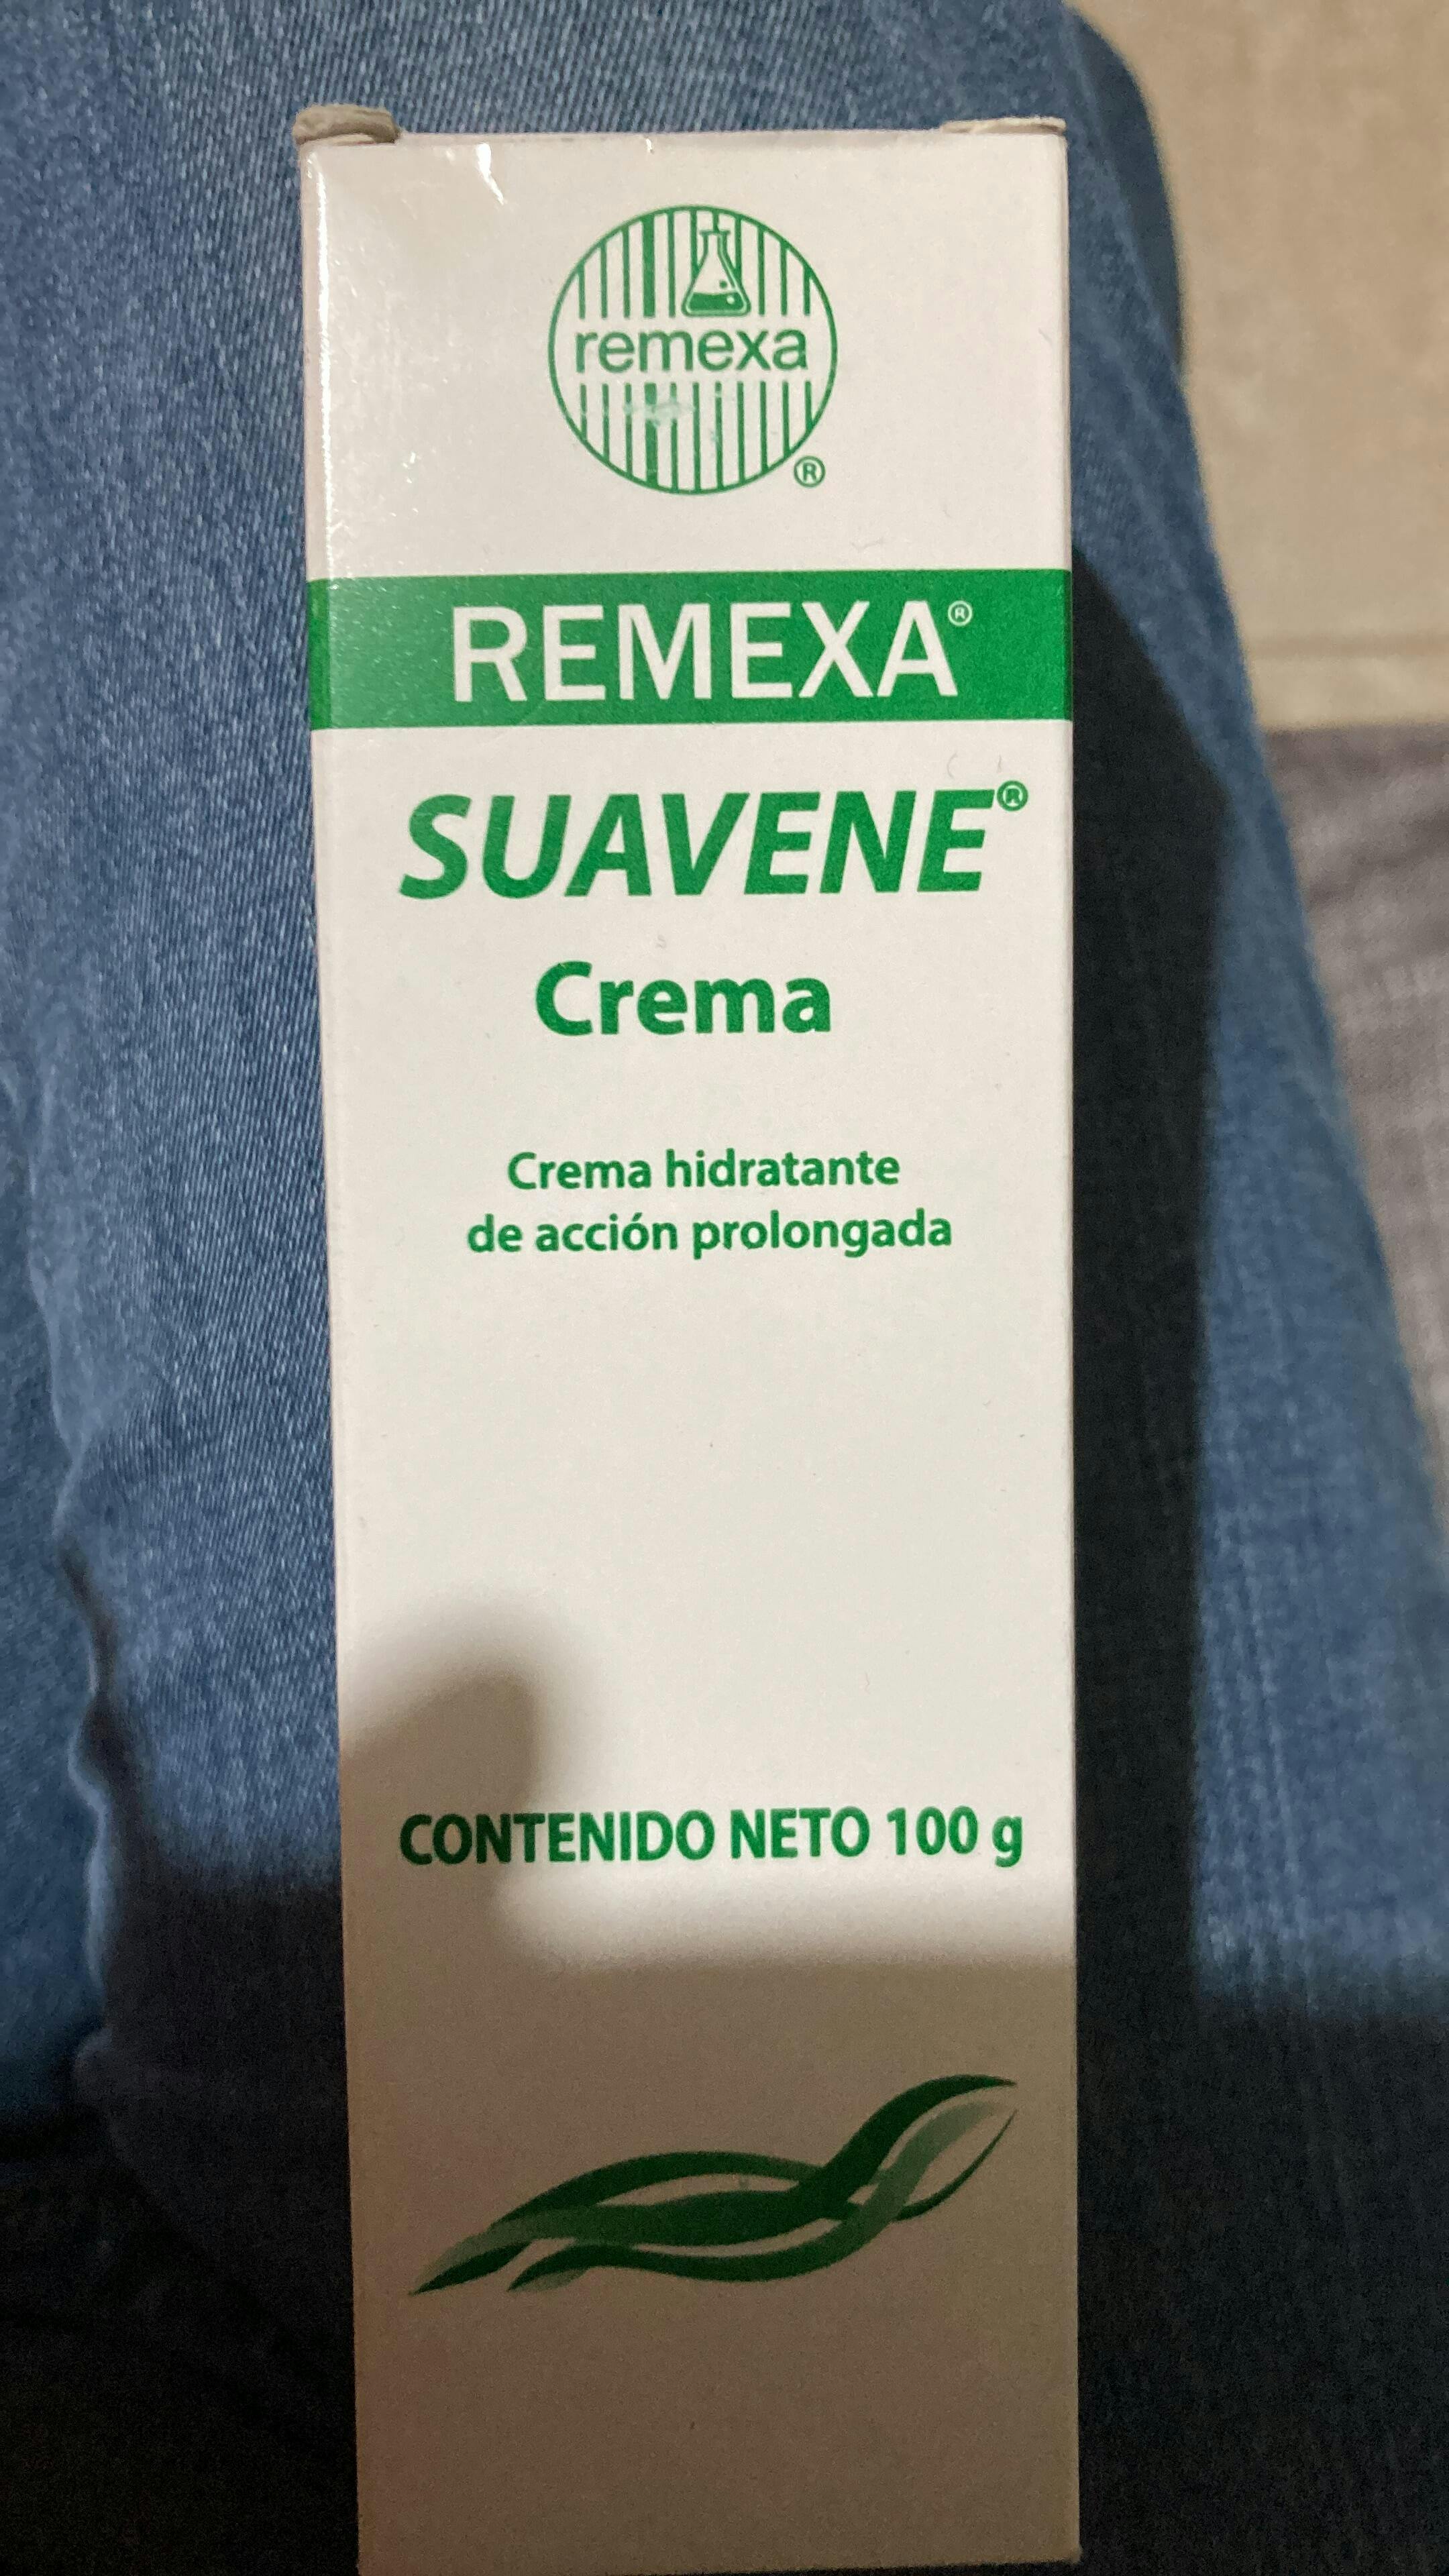 remexa
®
REMEXA®
SUAVENE®
Crema
Crema hidratante
de acción prolongada
CONTENIDO NETO 100 g